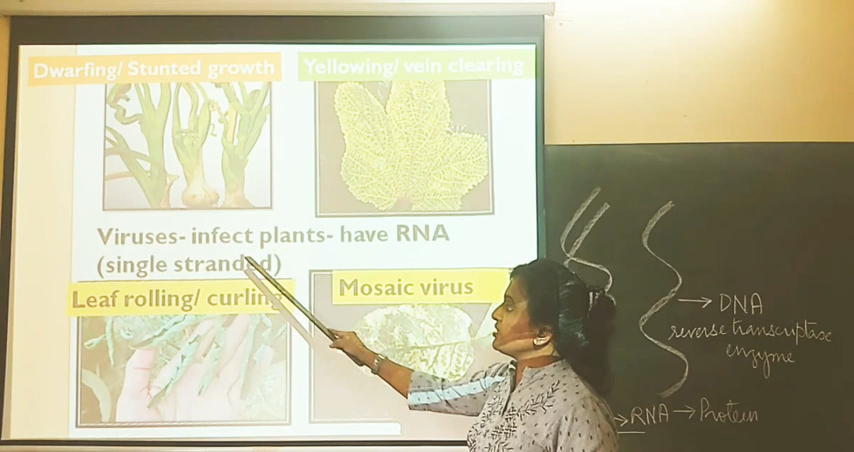 Dwarfing/ Stunted growth
Yellowing/ vein clearing
Viruses- infect plants- have RNA
(single stranded)
Leaf rolling/ curling
Mosaic virus
→ DNA
reverse transcriptase
enzyme
→ RNA → Protein